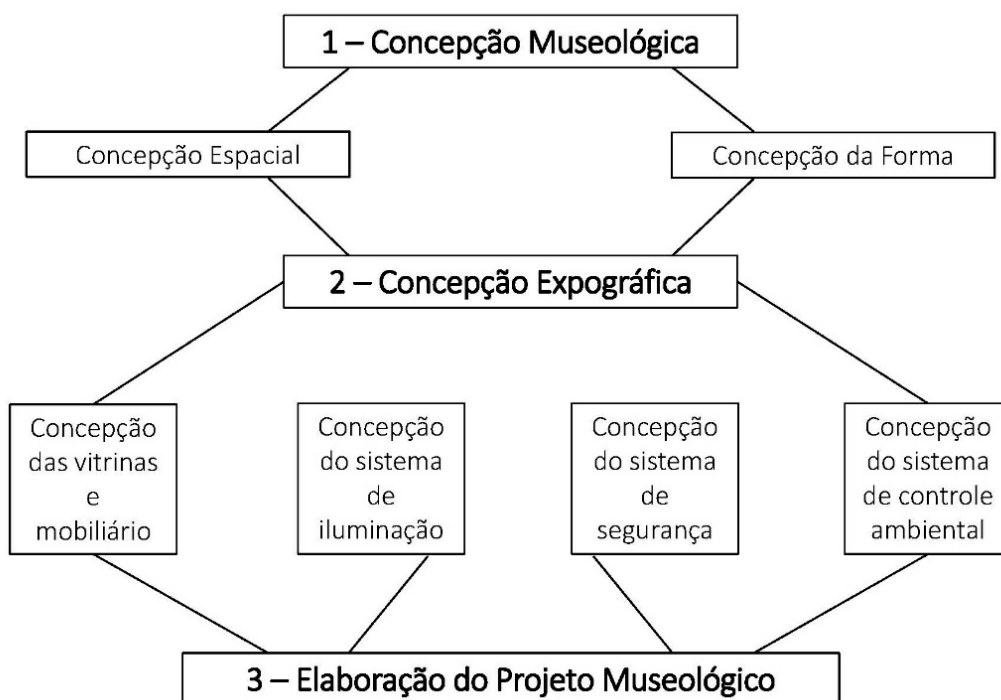 1 – Concepção Museológica
Concepção Espacial
Concepção da Forma
2 – Concepção Expográfica
Concepção
das vitrinas
e
mobiliário
Concepção
do sistema
de
iluminação
Concepção
do sistema
de
segurança
Concepção
do sistema
de controle
ambiental
3 – Elaboração do Projeto Museológico